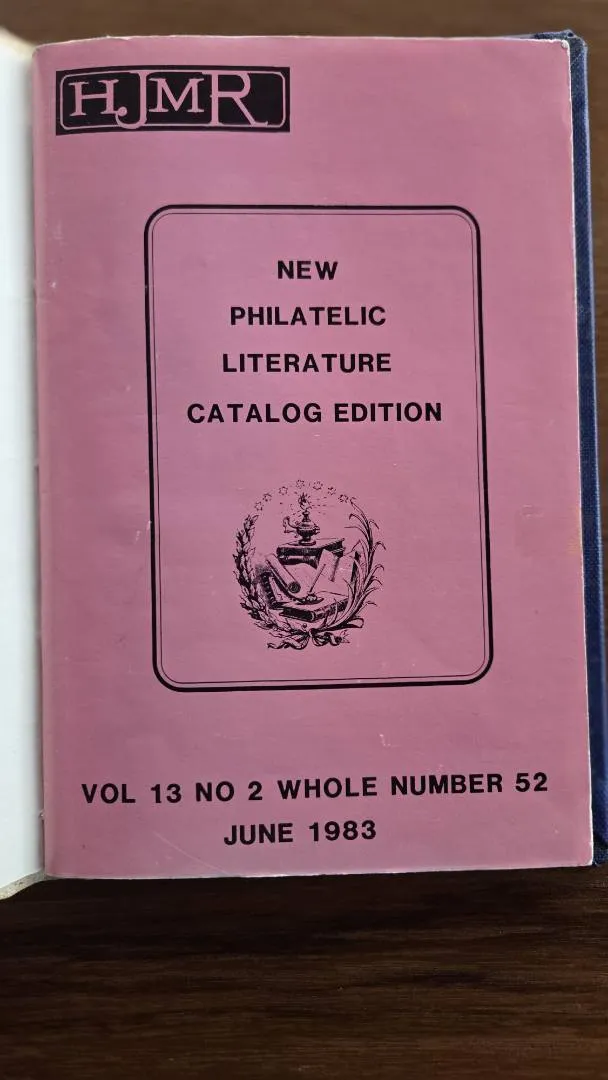 HJMR
NEW
PHILATELIC
LITERATURE
CATALOG EDITION
VOL 13 NO 2 WHOLE NUMBER 52
JUNE 1983